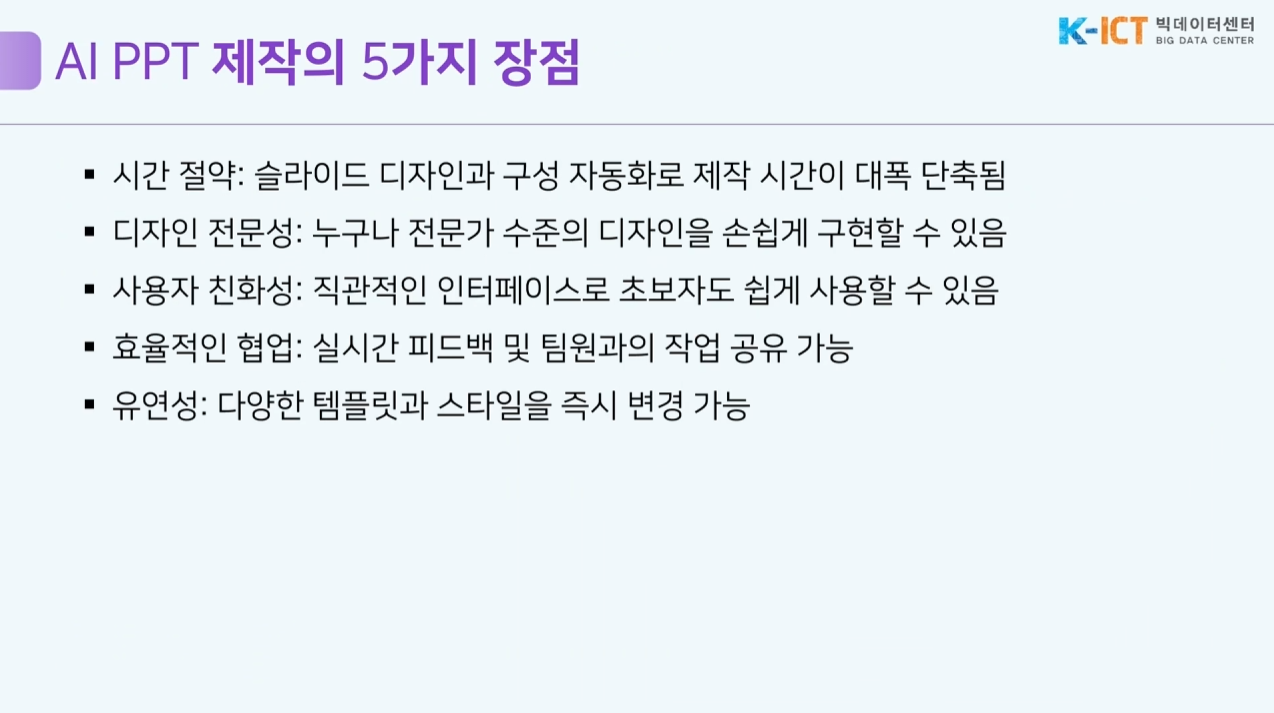 AI PPT 제작의 5가지 장점
K-ICT 빅데이터센터
BIG DATA CENTER
▪ 시간 절약: 슬라이드 디자인과 구성 자동화로 제작 시간이 대폭 단축됨
▪ 디자인 전문성: 누구나 전문가 수준의 디자인을 손쉽게 구현할 수 있음
▪ 사용자 친화성: 직관적인 인터페이스로 초보자도 쉽게 사용할 수 있음
▪ 효율적인 협업: 실시간 피드백 및 팀원과의 작업 공유 가능
▪ 유연성: 다양한 템플릿과 스타일을 즉시 변경 가능